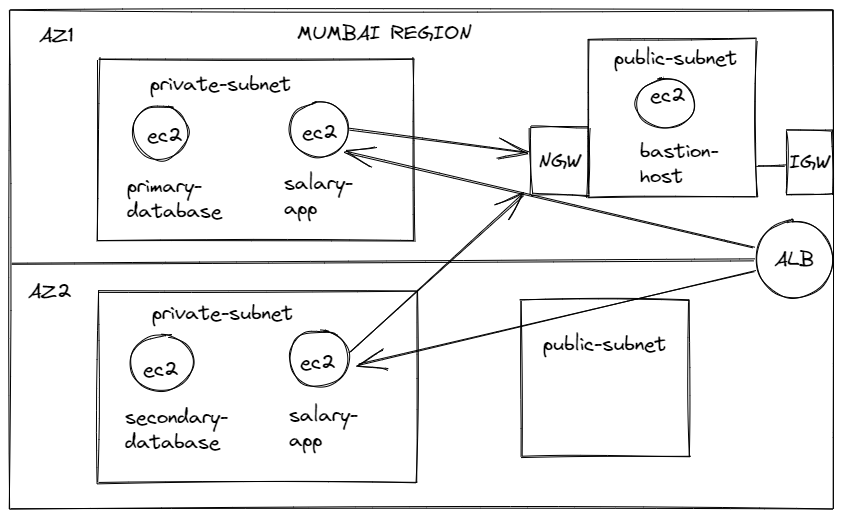 AZ1
MUMBAI REGION
private-subnet
ec2
ec2
primary-
database
salary-
app
NGW
public-subnet
ec2
bastion-
host
IGW
ALB
AZ2
private-subnet
ec2
ec2
secondary-
database
salary-
app
public-subnet